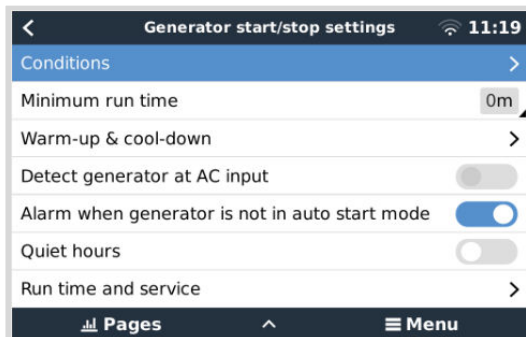 Generator start/stop settings 11:19
Conditions
Minimum run time 0m
Warm-up & cool-down
Detect generator at AC input
Alarm when generator is not in auto start mode
Quiet hours
Run time and service
Pages Menu